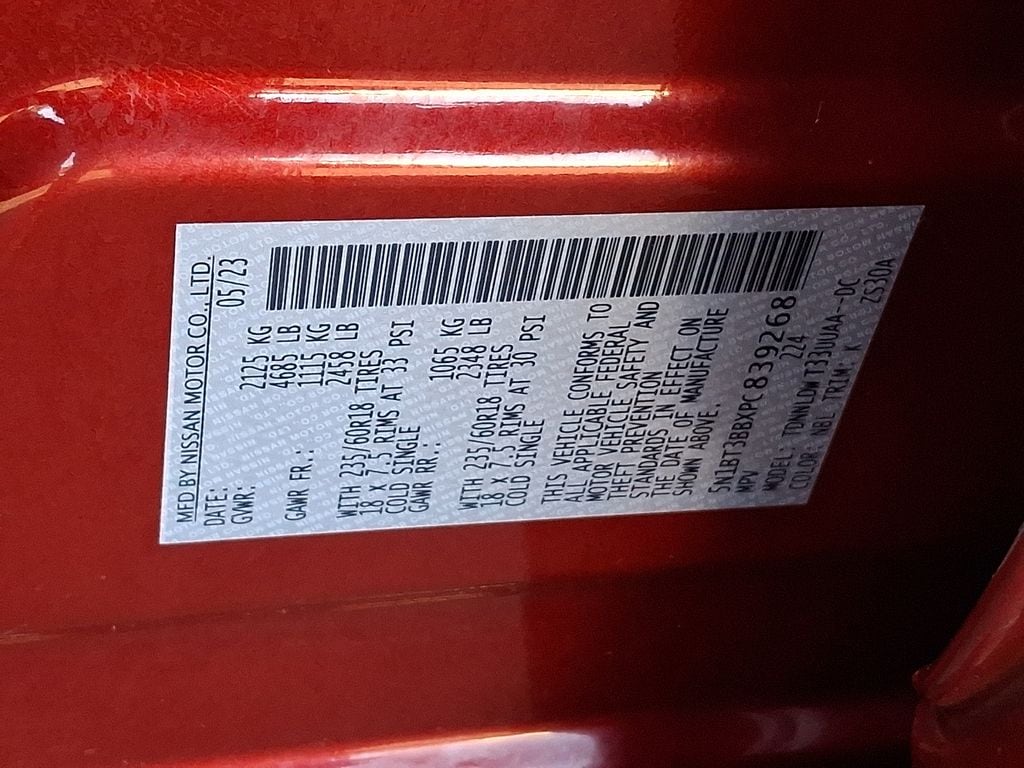 MFD BY NISSAN MOTOR CO., LTD.
DATE: 05/23
GVWR: 2125 KG
4685 LB
GAWR FR.: 1115 KG
2458 LB
WITH 235/60R18 TIRES
18 X 7.5 RIMS AT 33 PSI
COLD SINGLE
GAWR RR.: 1065 KG
2348 LB
WITH 235/60R18 TIRES
18 X 7.5 RIMS AT 30 PSI
COLD SINGLE
THIS VEHICLE CONFORMS TO
ALL APPLICABLE FEDERAL
MOTOR VEHICLE SAFETY AND
THEFT PREVENTION
STANDARDS IN EFFECT ON
THE DATE OF MANUFACTURE
SHOWN ABOVE.
5N1BT3BBXPC839268
MPV 224
MODEL: TDNNLDWT33UUAA-DC
COLOR: NBL TRIM: K ZS30A